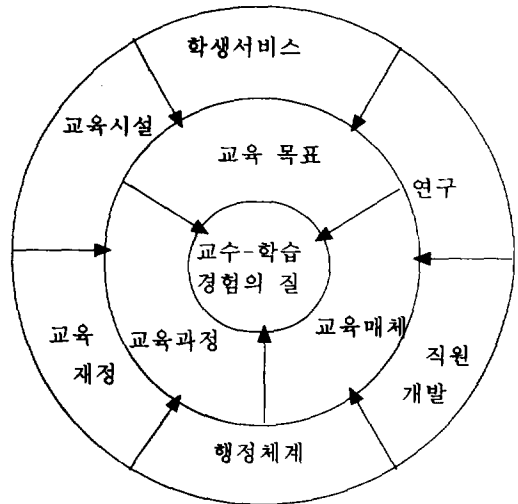 학생서비스
교육시설
교육 목표
연구
교수-학습
경험의 질
교육
재정
교육과정
교육매체
직원
개발
행정체계